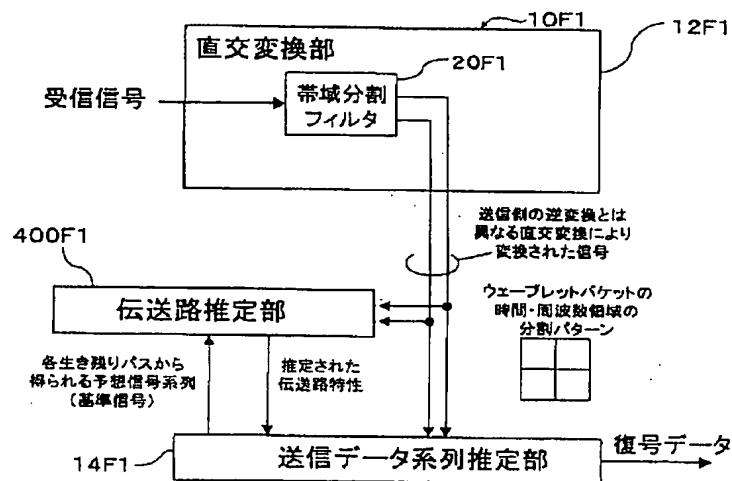 10F1
12F1
直交変換部
20F1
受信信号
帯域分割
フィルタ
送信側の逆変換とは
異なる直交変換により
変換された信号
400F1
伝送路推定部
ウェーブレットパケットの
時間・周波数領域の
分割パターン
各生き残りパスから
得られる予想信号系列
(基準信号)
推定された
伝送路特性
14F1
送信データ系列推定部
復号データ